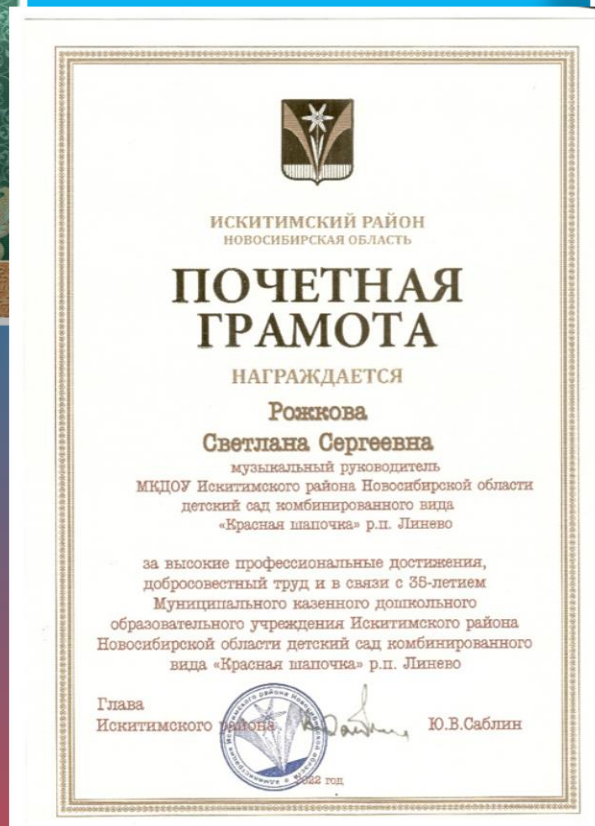 ИСКИТИМСКИЙ РАЙОН
НОВОСИБИРСКАЯ ОБЛАСТЬ
ПОЧЕТНАЯ
ГРАМОТА
НАГРАЖДАЕТСЯ
Рожкова
Светлана Сергеевна
музыкальный руководитель
МКДОУ Искитимского района Новосибирской области
детский сад комбинированного вида
«Красная шапочка» р.п. Линево
за высокие профессиональные достижения,
добросовестный труд и в связи с 35-летием
Муниципального казенного дошкольного
образовательного учреждения Искитимского района
Новосибирской области детский сад комбинированного
вида «Красная шапочка» р.п. Линево
Глава
Искитимского района Ю.В.Саблин
2022 год